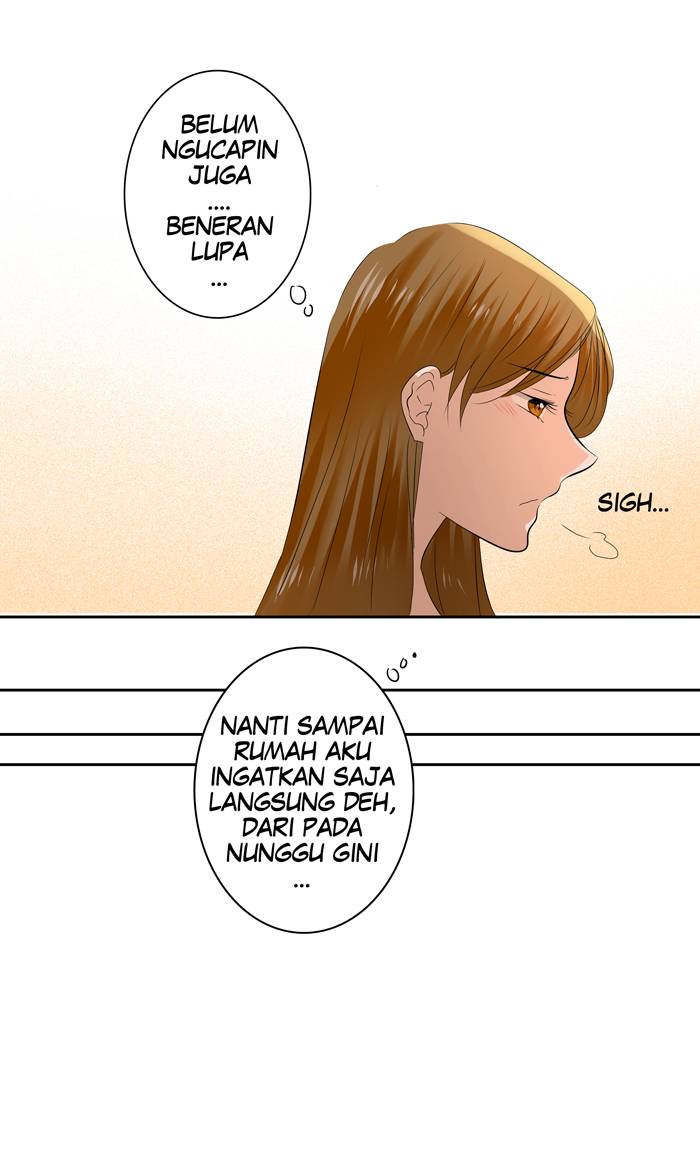 BELUM
NGUCAPIN
JUGA
....
BENERAN
LUPA
...
SIGH...
NANTI SAMPAI
RUMAH AKU
INGATKAN SAJA
LANGSUNG DEH,
DARI PADA
NUNGGU GINI
...